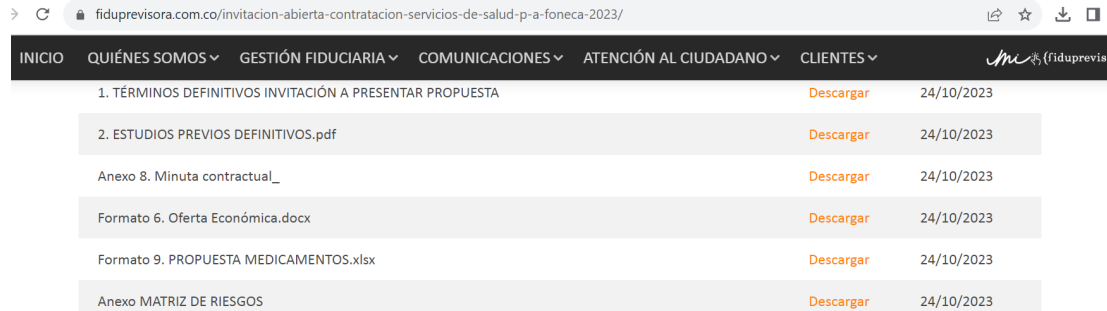 fiduprevisora.com.co/invitacion-abierta-contratacion-servicios-de-salud-p-a-foneca-2023/
INICIO QUIÉNES SOMOS GESTIÓN FIDUCIARIA COMUNICACIONES ATENCIÓN AL CIUDADANO CLIENTES mi (fiduprevis
1. TÉRMINOS DEFINITIVOS INVITACIÓN A PRESENTAR PROPUESTA Descargar 24/10/2023
2. ESTUDIOS PREVIOS DEFINITIVOS.pdf Descargar 24/10/2023
Anexo 8. Minuta contractual_ Descargar 24/10/2023
Formato 6. Oferta Económica.docx Descargar 24/10/2023
Formato 9. PROPUESTA MEDICAMENTOS.xlsx Descargar 24/10/2023
Anexo MATRIZ DE RIESGOS Descargar 24/10/2023